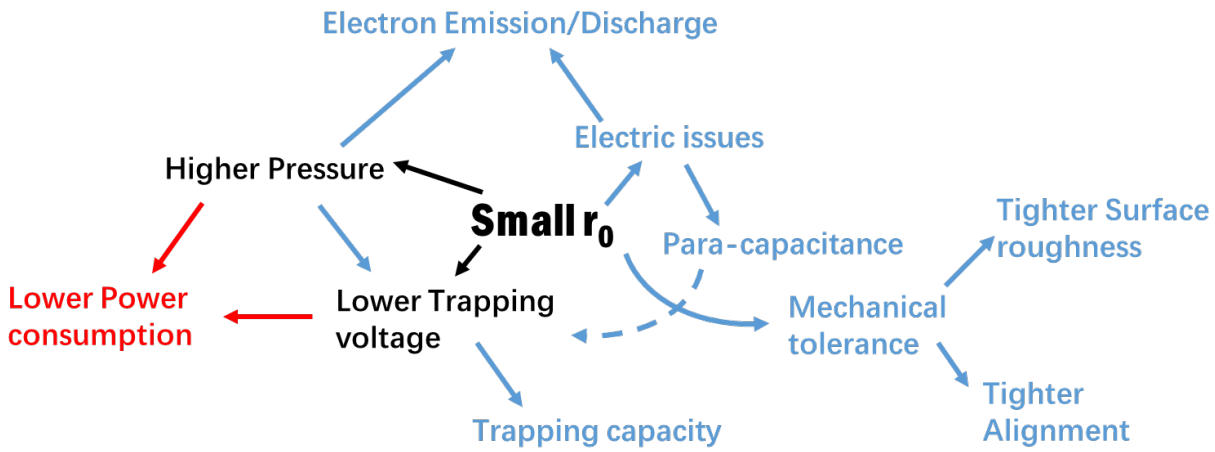 Electron Emission/Discharge
Electric issues
Higher Pressure
Small r₀
Tighter Surface
roughness
Para-capacitance
Lower Power
consumption
Lower Trapping
voltage
Mechanical
tolerance
Trapping capacity
Tighter
Alignment